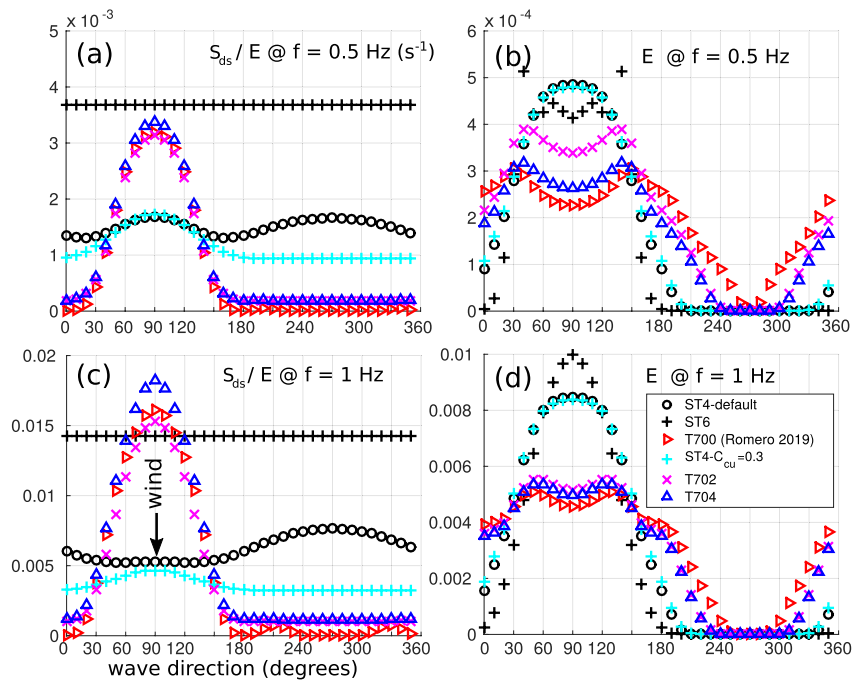 x 10⁻³
(a)
S_ds / E @ f = 0.5 Hz (s⁻¹)
5
4
3
2
1
0
0 30 60 90 120 180 240 300 360
x 10⁻⁴
(b)
E @ f = 0.5 Hz
6
5
4
3
2
1
0
0 30 60 90 120 180 240 300 360
(c)
S_ds / E @ f = 1 Hz
0.02
0.015
0.01
0.005
0
wind
0 30 60 90 120 180 240 300 360
wave direction (degrees)
(d)
E @ f = 1 Hz
0.01
0.008
0.006
0.004
0.002
0
ST4-default
ST6
T700 (Romero 2019)
ST4-C_cu=0.3
T702
T704
0 30 60 90 120 180 240 300 360